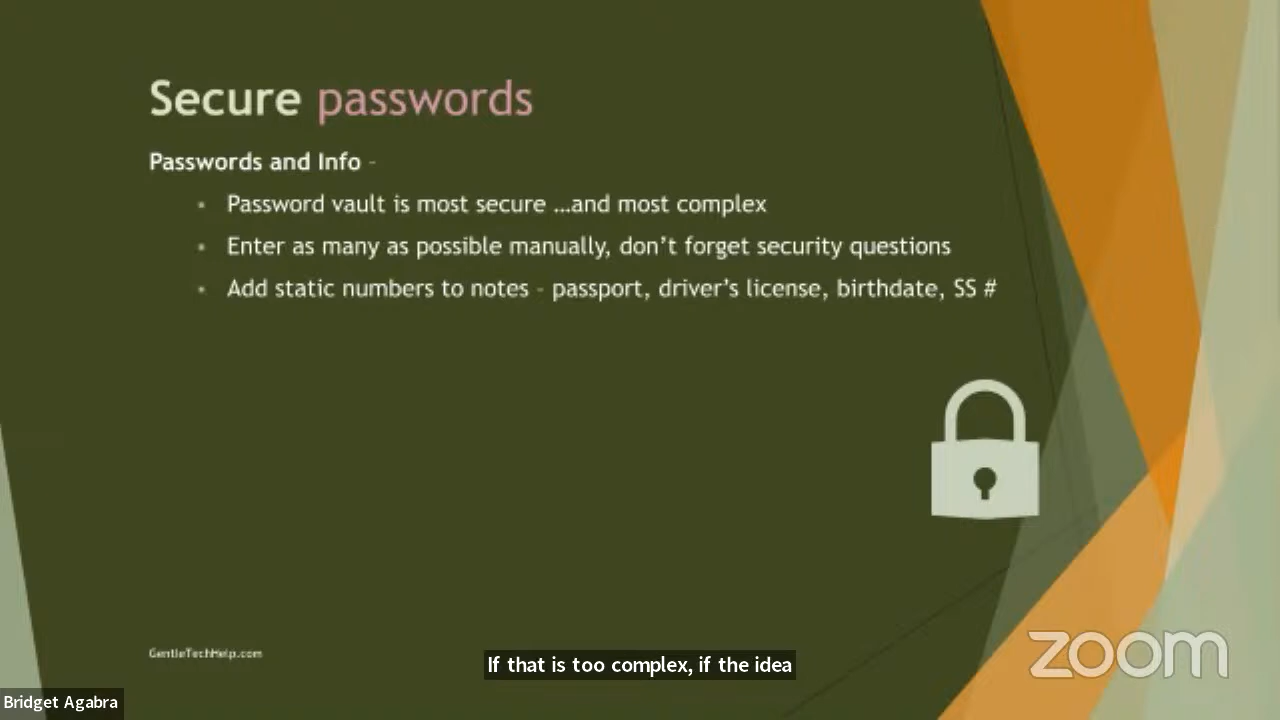 Secure passwords
Passwords and Info -
Password vault is most secure …and most complex
Enter as many as possible manually, don’t forget security questions
Add static numbers to notes - passport, driver’s license, birthdate, SS #
GentleTechHelp.com
If that is too complex, if the idea
zoom
Bridget Agabra